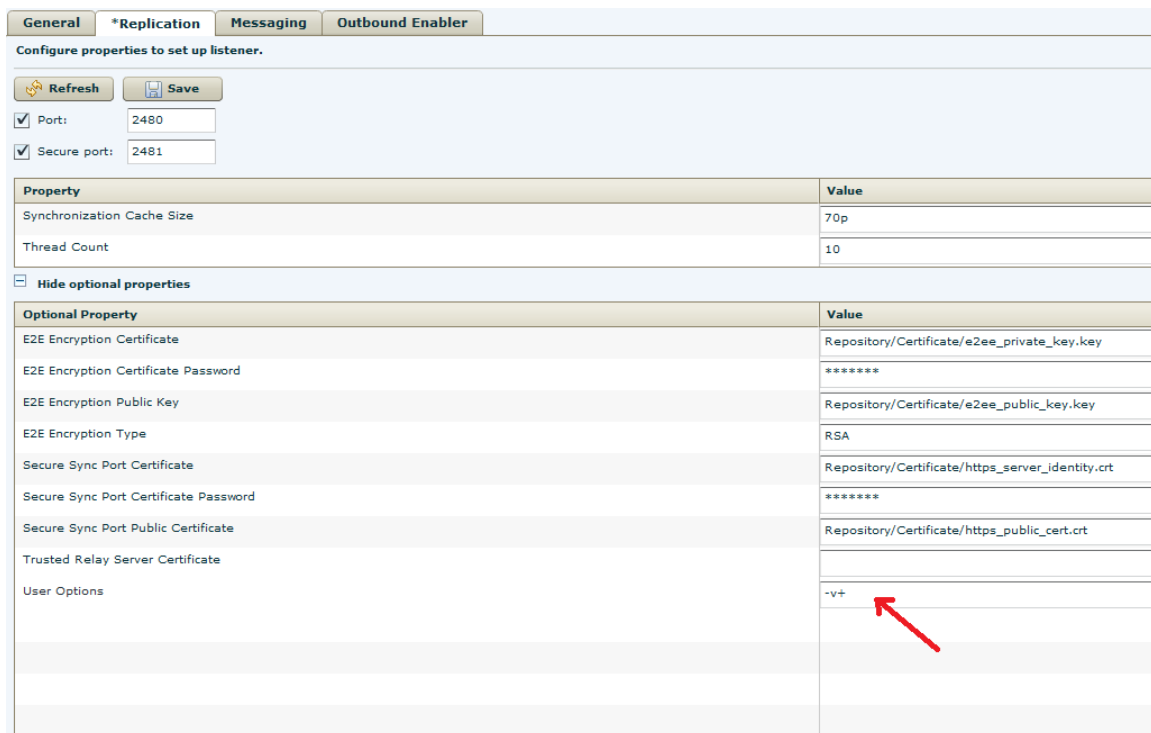 General *Replication Messaging Outbound Enabler
Configure properties to set up listener.
Refresh Save
Port: 2480
Secure port: 2481
Property Value
Synchronization Cache Size 70p
Thread Count 10
Hide optional properties
Optional Property Value
E2E Encryption Certificate Repository/Certificate/e2ee_private_key.key
E2E Encryption Certificate Password *******
E2E Encryption Public Key Repository/Certificate/e2ee_public_key.key
E2E Encryption Type RSA
Secure Sync Port Certificate Repository/Certificate/https_server_identity.crt
Secure Sync Port Certificate Password *******
Secure Sync Port Public Certificate Repository/Certificate/https_public_cert.crt
Trusted Relay Server Certificate
User Options -v+